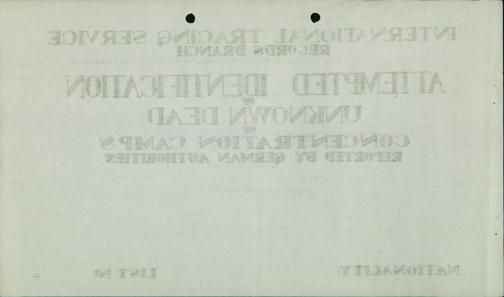 INTERNATIONAL TRACING SERVICE
RECORDS BRANCH
ATTEMPTED IDENTIFICATION
OF
UNKNOWN DEAD
OF
CONCENTRATION CAMPS
REPORTED BY GERMAN AUTHORITIES
NATIONALITY: LIST Nº